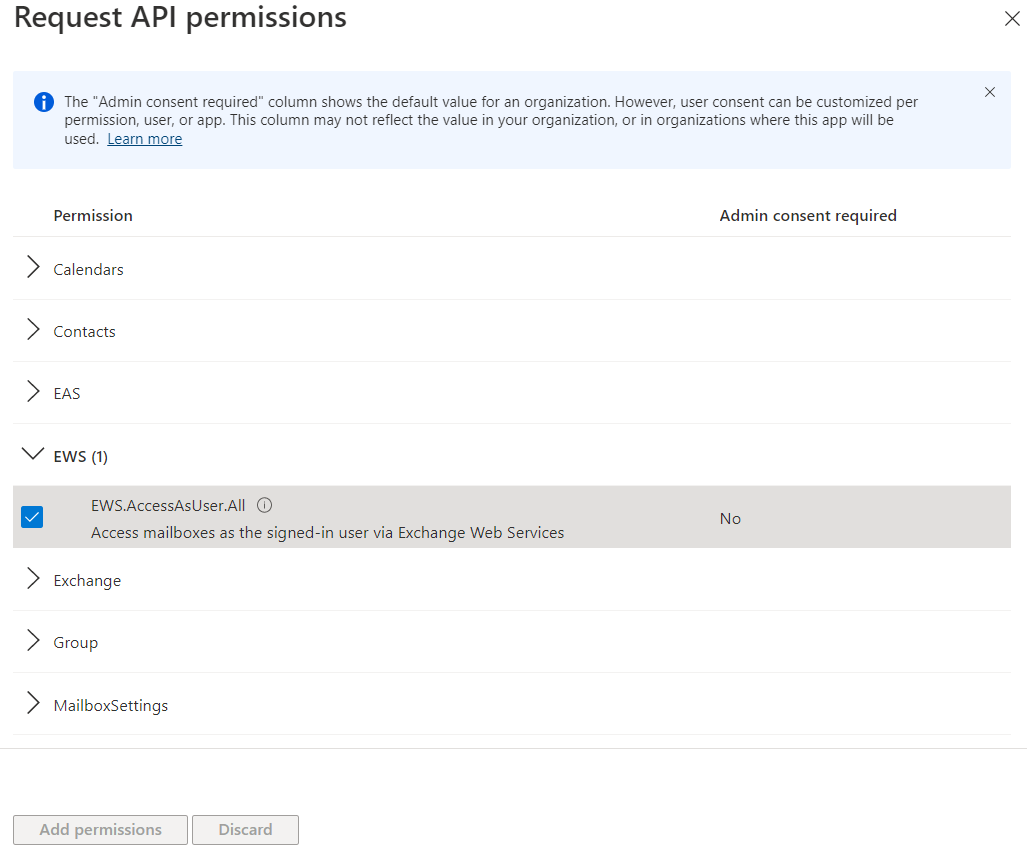 Request API permissions
The "Admin consent required" column shows the default value for an organization. However, user consent can be customized per
permission, user, or app. This column may not reflect the value in your organization, or in organizations where this app will be
used. Learn more
Permission
Admin consent required
Calendars
Contacts
EAS
EWS (1)
EWS.AccessAsUser.All
Access mailboxes as the signed-in user via Exchange Web Services
No
Exchange
Group
MailboxSettings
Add permissions
Discard